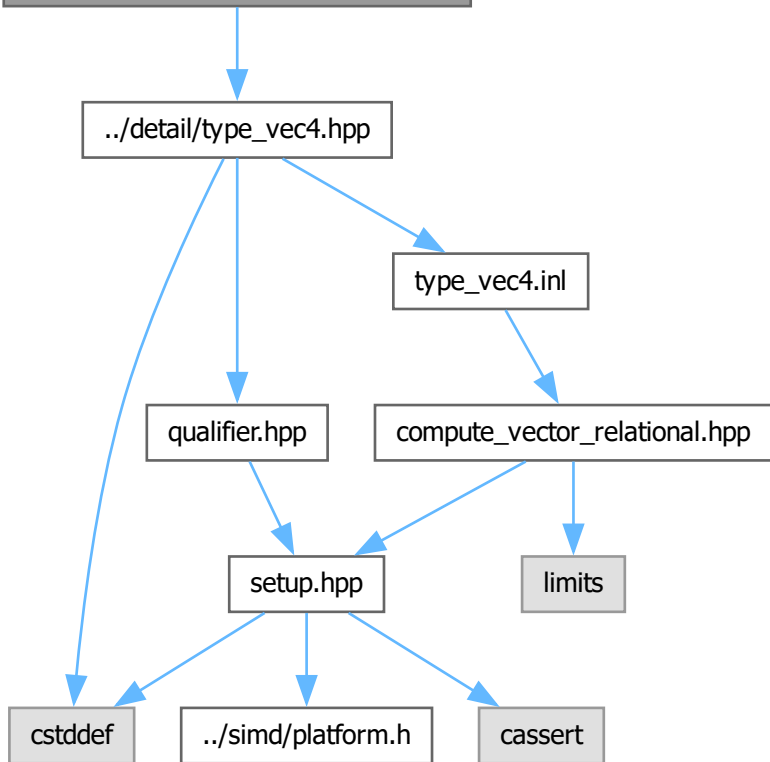 ../detail/type_vec4.hpp
type_vec4.inl
qualifier.hpp
compute_vector_relational.hpp
setup.hpp
limits
cstddef
../simd/platform.h
cassert